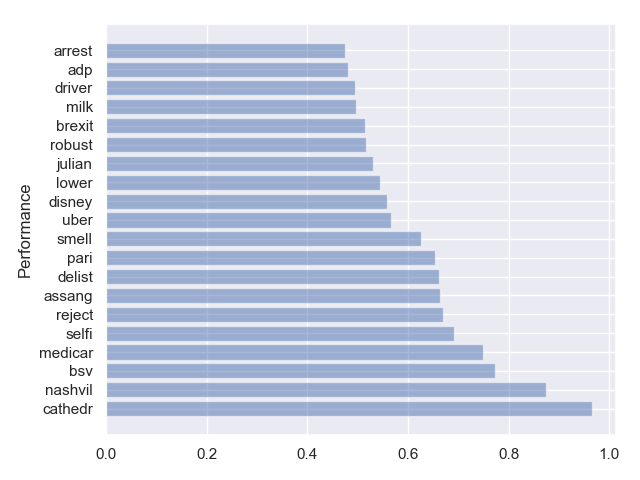 arrest
adp
driver
milk
brexit
robust
julian
lower
disney
uber
smell
pari
delist
assang
reject
selfi
medicar
bsv
nashvil
cathedr
Performance
0.0 0.2 0.4 0.6 0.8 1.0